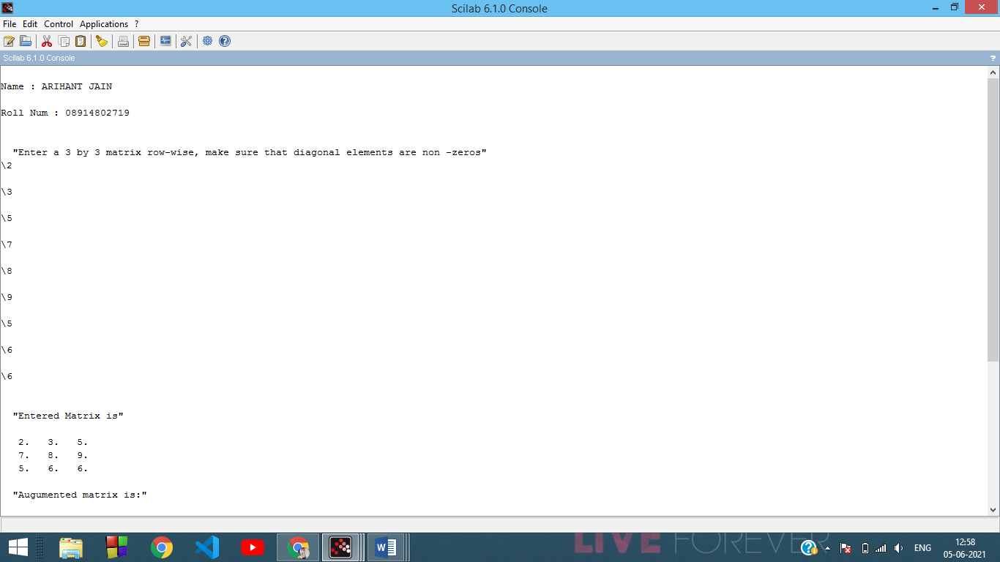 Scilab 6.1.0 Console
File Edit Control Applications ?
Scilab 6.1.0 Console ?
Name : ARIHANT JAIN
Roll Num : 08914802719
"Enter a 3 by 3 matrix row-wise, make sure that diagonal elements are non -zeros"
\2
\3
\5
\7
\8
\9
\5
\6
\6
"Entered Matrix is"
2. 3. 5.
7. 8. 9.
5. 6. 6.
"Augumented matrix is:"
LIVE FOREVER
ENG
12:58
05-06-2021